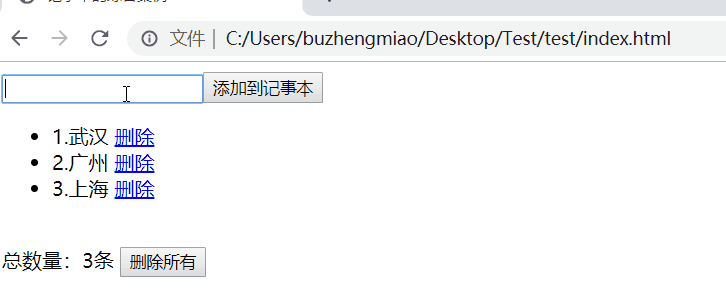 文件 | C:/Users/buzhengmiao/Desktop/Test/test/index.html
添加到记事本
1.武汉 删除
2.广州 删除
3.上海 删除
总数量：3条 删除所有